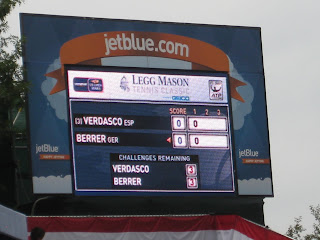 jetBlue.com
LEGG MASON
TENNIS CLASSIC
GEICO
ATP
SCORE 1 2 3
[3] VERDASCO ESP 0 0
BERRER GER 0 0
CHALLENGES REMAINING
VERDASCO 3
BERRER 3
jetBlue
jetBlue